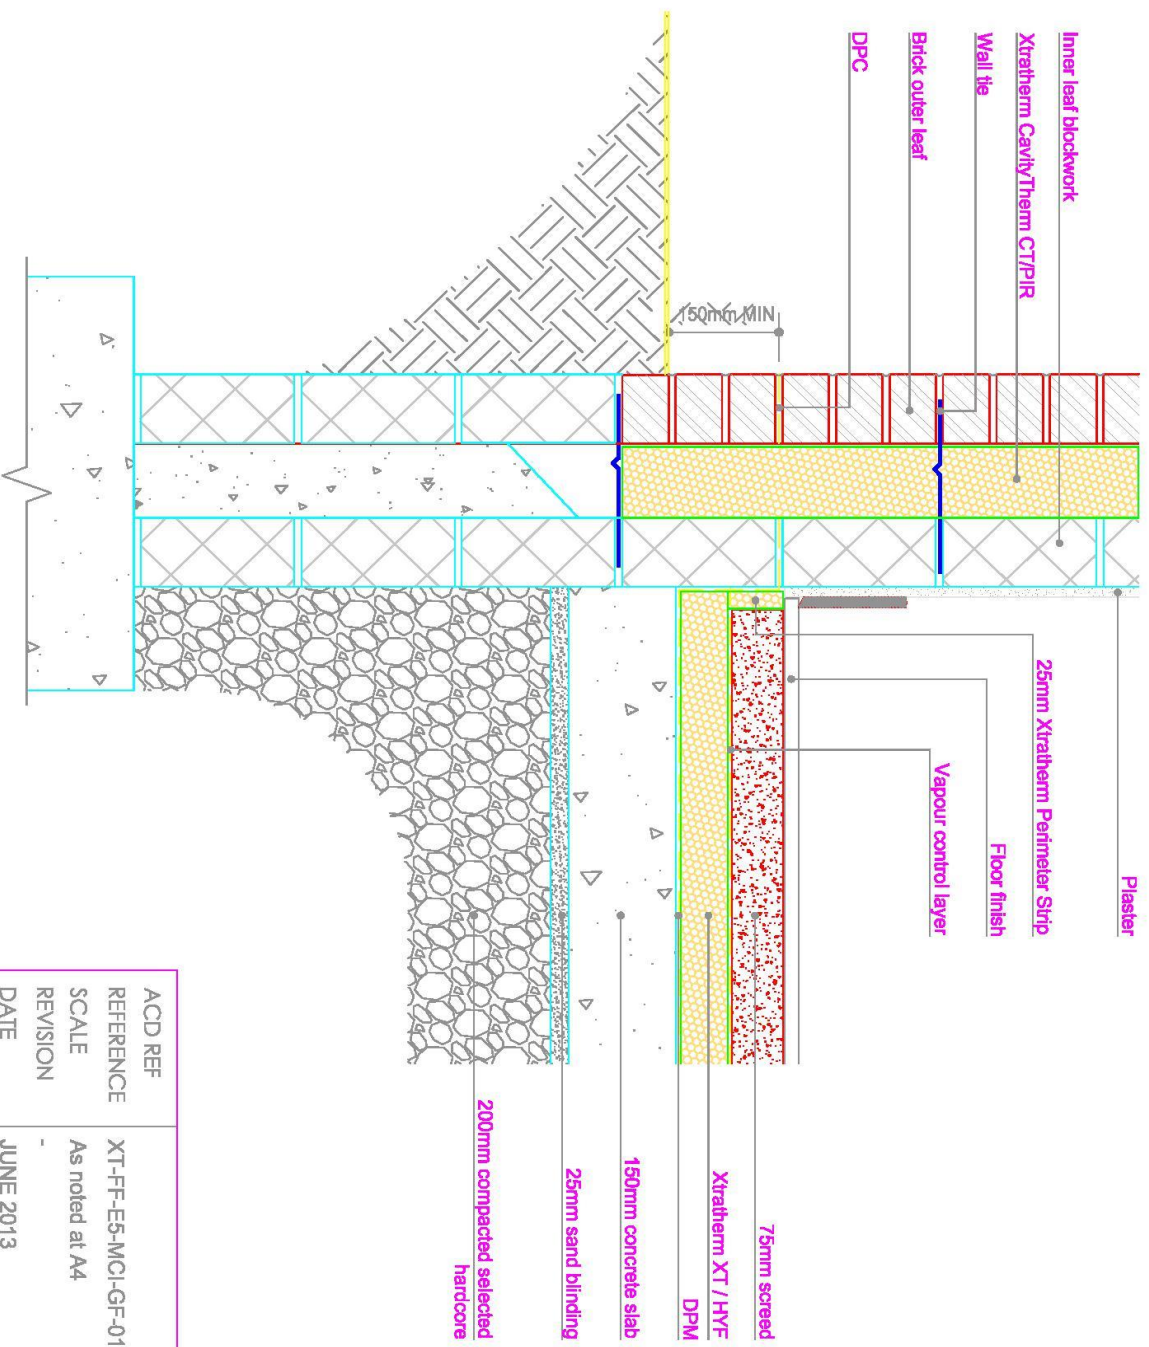 Inner leaf blockwork
Xtratherm CavityTherm CT/PIR
Wall tie
Brick outer leaf
DPC
150mm MIN
Plaster
25mm Xtratherm Perimeter Strip
Floor finish
Vapour control layer
75mm screed
Xtratherm XT / HYF
DPM
150mm concrete slab
25mm sand blinding
200mm compacted selected
hardcore
ACD REF
REFERENCE XT-FF-E5-MCI-GF-01
SCALE As noted at A4
REVISION -
DATE JUNE 2013